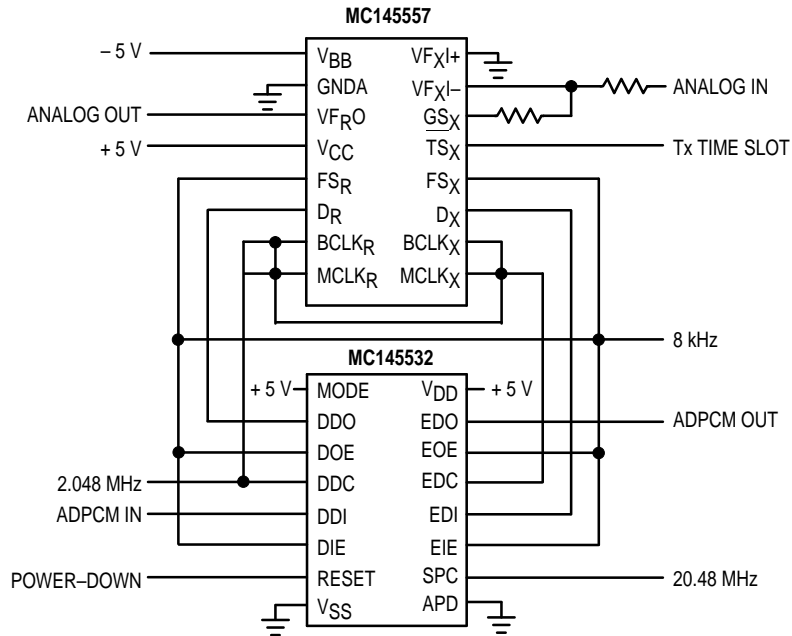 MC145557
– 5 V
ANALOG OUT
+ 5 V
VBB
GNDA
VFRO
VCC
FSR
DR
BCLKR
MCLKR
VFXI+
VFXI–
GSX
TSX
FSX
DX
BCLKX
MCLKX
ANALOG IN
Tx TIME SLOT
8 kHz
MC145532
+ 5 V
2.048 MHz
ADPCM IN
POWER–DOWN
MODE
DDO
DOE
DDC
DDI
DIE
RESET
VSS
VDD
EDO
EOE
EDC
EDI
EIE
SPC
APD
+ 5 V
ADPCM OUT
20.48 MHz